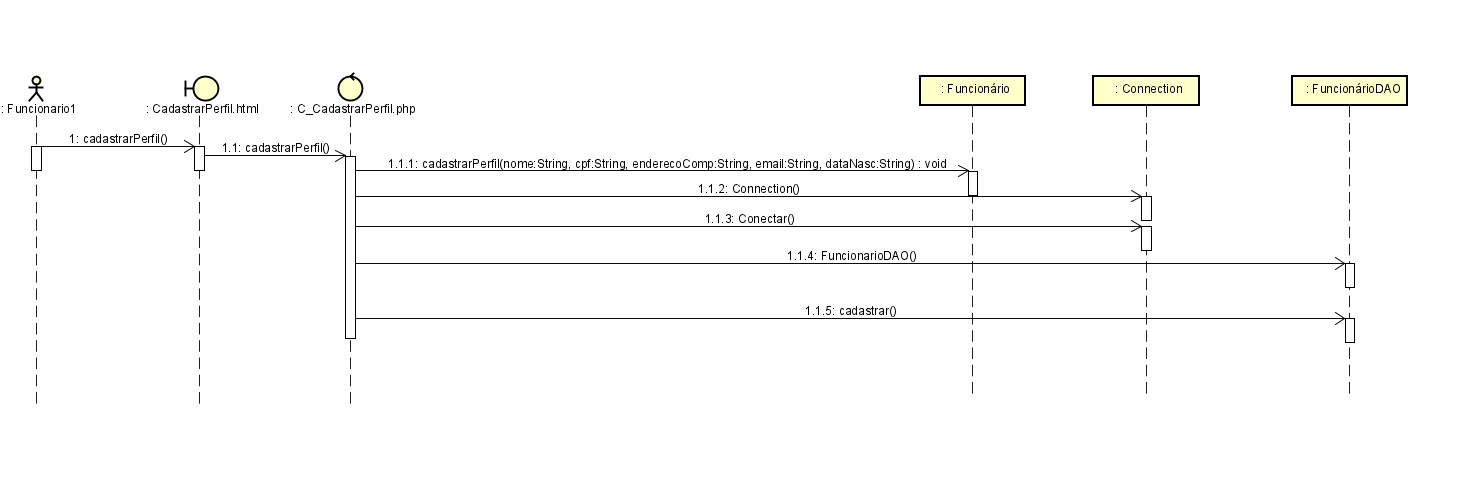 : Funcionario1
: CadastrarPerfil.html
: C_CadastrarPerfil.php
: Funcionário
: Connection
: FuncionárioDAO
1: cadastrarPerfil()
1.1: cadastrarPerfil()
1.1.1: cadastrarPerfil(nome:String, cpf:String, enderecoComp:String, email:String, dataNasc:String) : void
1.1.2: Connection()
1.1.3: Conectar()
1.1.4: FuncionarioDAO()
1.1.5: cadastrar()